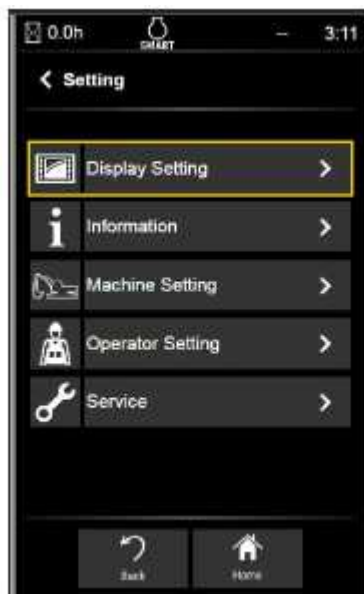 0.0h SMART – 3:11
Setting
Display Setting
Information
Machine Setting
Operator Setting
Service
Back Home